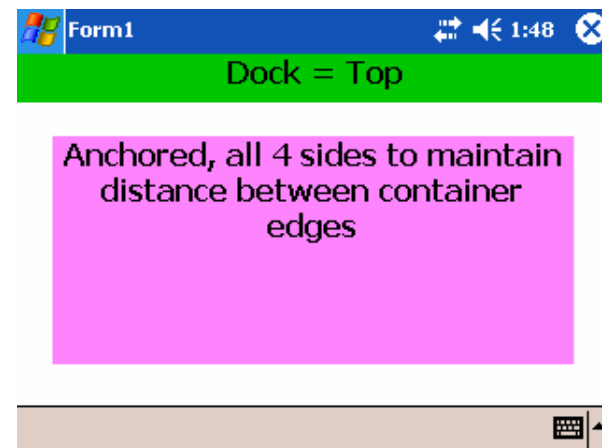 Form1 1:48
Dock = Top
Anchored, all 4 sides to maintain
distance between container
edges